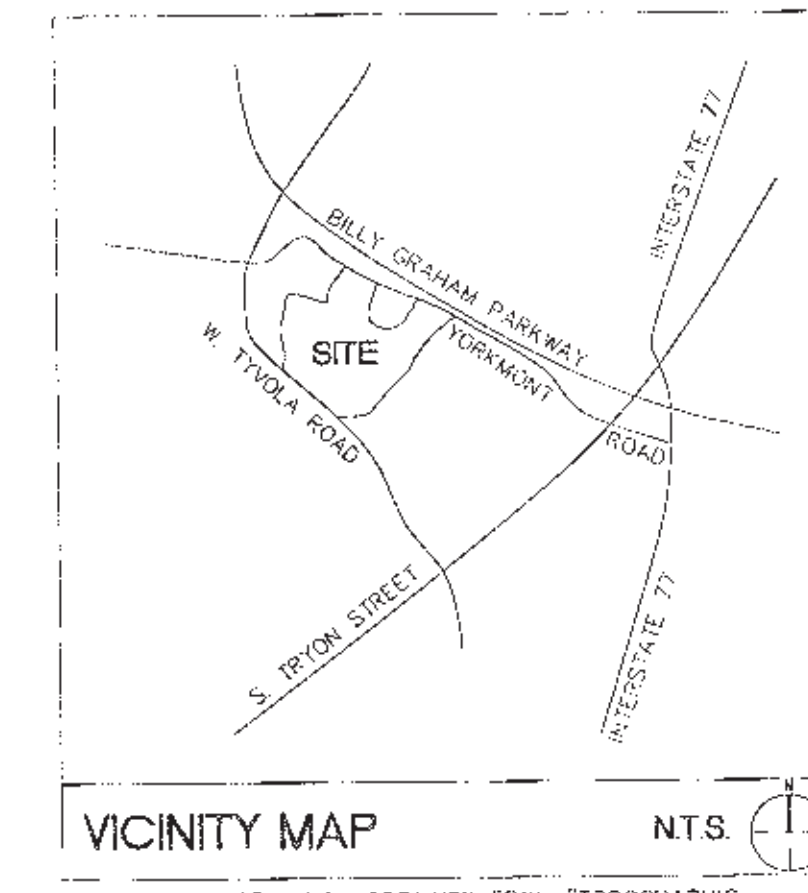 INTERSTATE 77
BILLY GRAHAM PARKWAY
W. TYVOLA ROAD
SITE
YORKMONT
ROAD
S. TRYON STREET
INTERSTATE 77
VICINITY MAP
N.T.S.
N